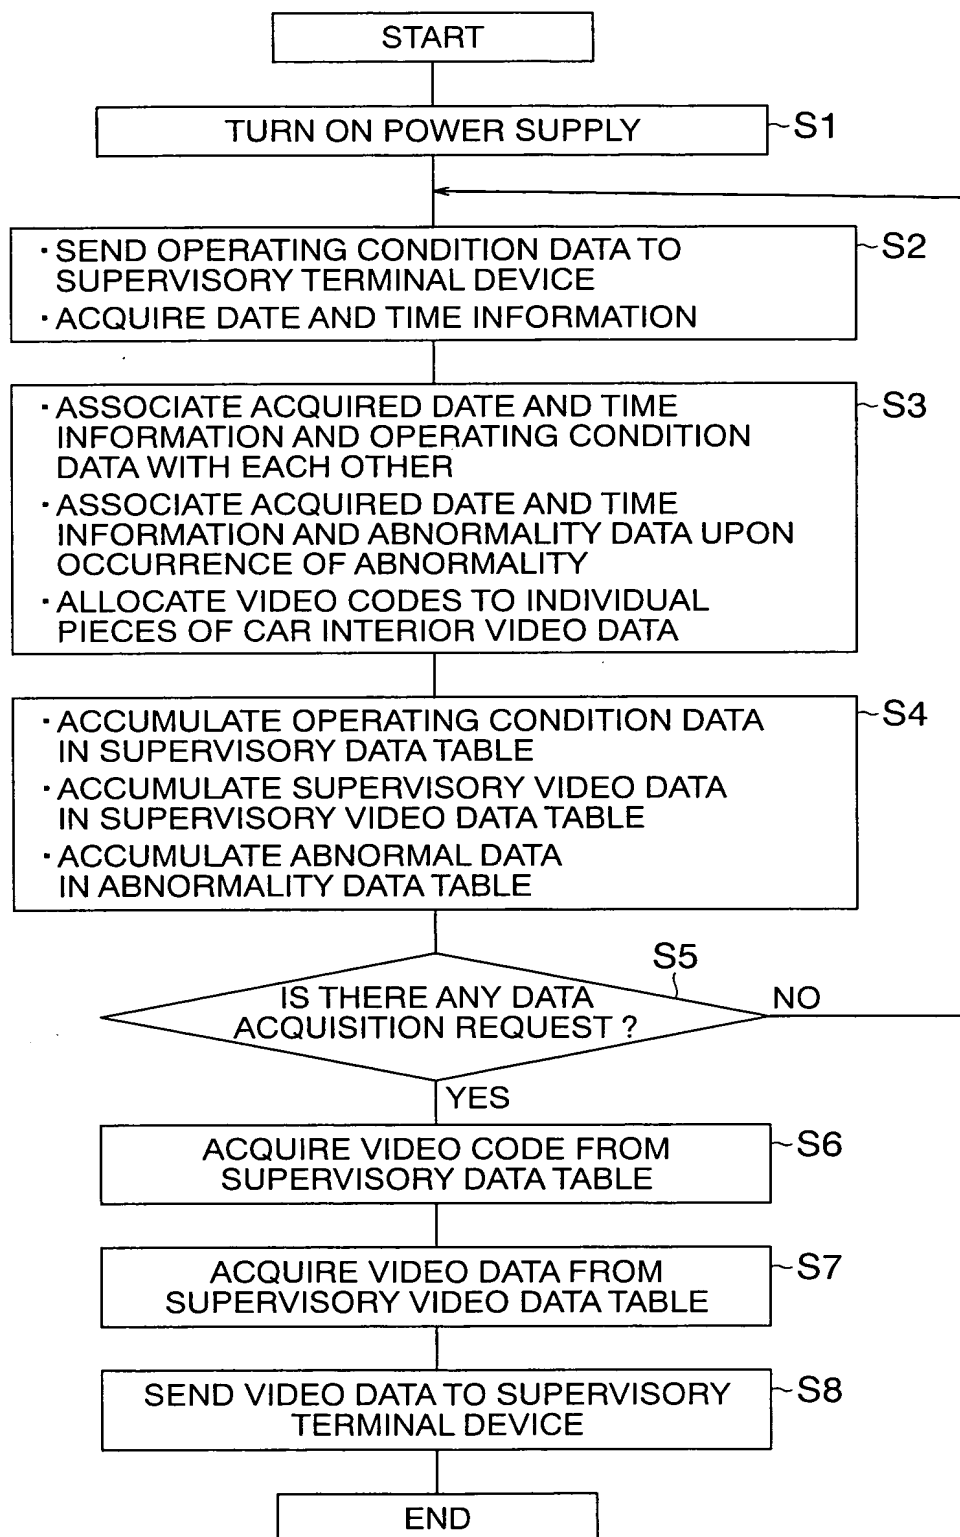 START
TURN ON POWER SUPPLY
S1
· SEND OPERATING CONDITION DATA TO
SUPERVISORY TERMINAL DEVICE
· ACQUIRE DATE AND TIME INFORMATION
S2
· ASSOCIATE ACQUIRED DATE AND TIME
INFORMATION AND OPERATING CONDITION
DATA WITH EACH OTHER
· ASSOCIATE ACQUIRED DATE AND TIME
INFORMATION AND ABNORMALITY DATA UPON
OCCURRENCE OF ABNORMALITY
· ALLOCATE VIDEO CODES TO INDIVIDUAL
PIECES OF CAR INTERIOR VIDEO DATA
S3
· ACCUMULATE OPERATING CONDITION DATA
IN SUPERVISORY DATA TABLE
· ACCUMULATE SUPERVISORY VIDEO DATA
IN SUPERVISORY VIDEO DATA TABLE
· ACCUMULATE ABNORMAL DATA
IN ABNORMALITY DATA TABLE
S4
S5
IS THERE ANY DATA
ACQUISITION REQUEST ?
NO
YES
ACQUIRE VIDEO CODE FROM
SUPERVISORY DATA TABLE
S6
ACQUIRE VIDEO DATA FROM
SUPERVISORY VIDEO DATA TABLE
S7
SEND VIDEO DATA TO SUPERVISORY
TERMINAL DEVICE
S8
END